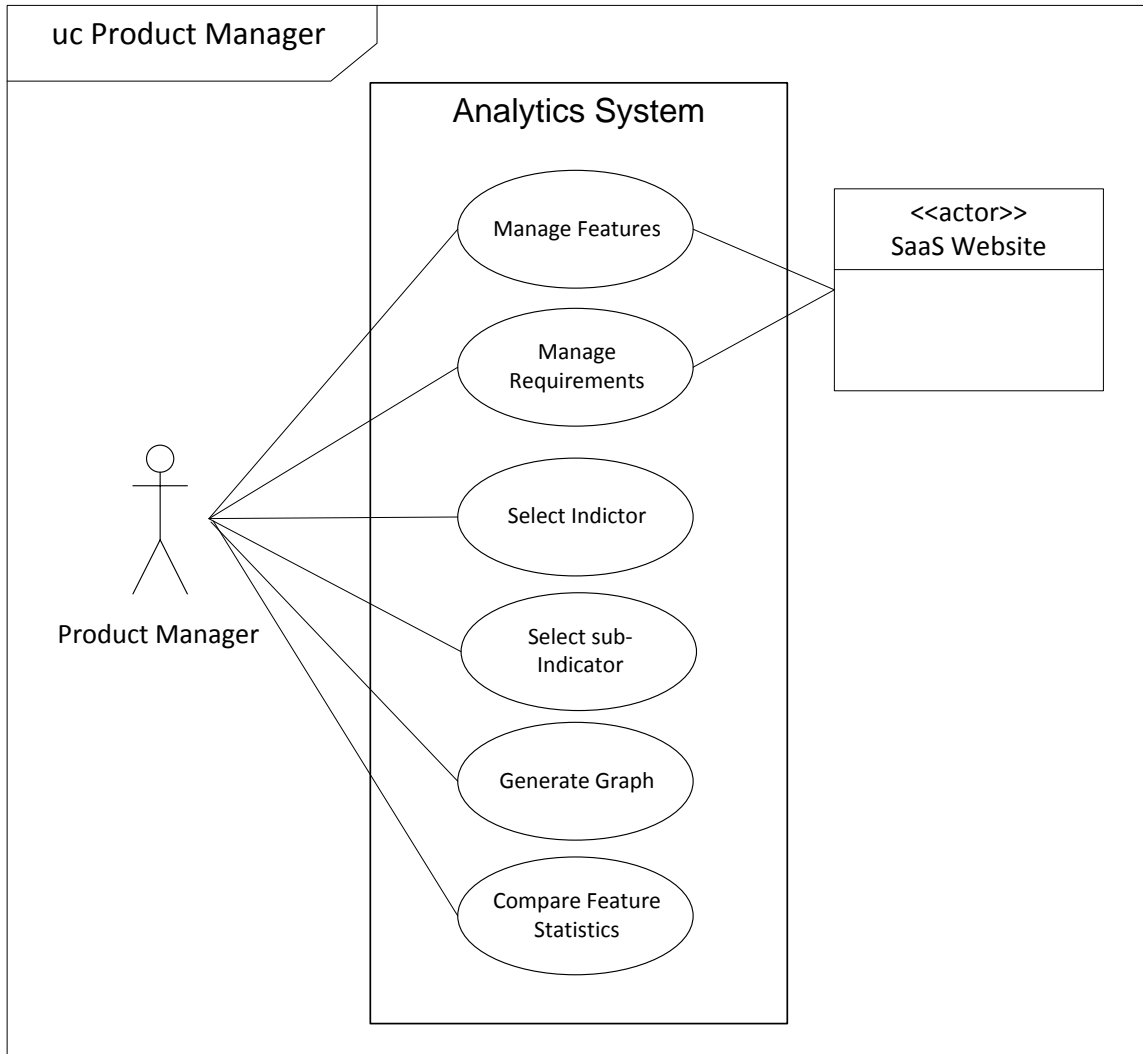 uc Product Manager
Analytics System
Manage Features
<<actor>>
SaaS Website
Manage
Requirements
Select Indictor
Product Manager
Select sub-
Indicator
Generate Graph
Compare Feature
Statistics